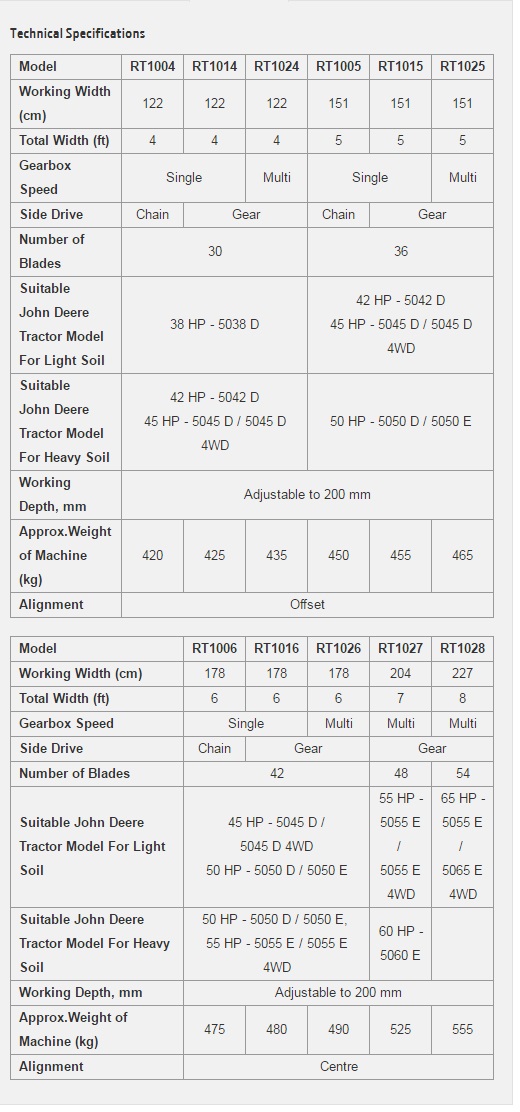 Technical Specifications
Model RT1004 RT1014 RT1024 RT1005 RT1015 RT1025
Working Width
(cm) 122 122 122 151 151 151
Total Width (ft) 4 4 4 5 5 5
Gearbox
Speed Single Multi Single Multi
Side Drive Chain Gear Chain Gear
Number of
Blades 30 36
Suitable
John Deere
Tractor Model
For Light Soil 38 HP - 5038 D 42 HP - 5042 D
45 HP - 5045 D / 5045 D
4WD
Suitable
John Deere
Tractor Model
For Heavy Soil 42 HP - 5042 D
45 HP - 5045 D / 5045 D
4WD 50 HP - 5050 D / 5050 E
Working
Depth, mm Adjustable to 200 mm
Approx.Weight
of Machine
(kg) 420 425 435 450 455 465
Alignment Offset
Model RT1006 RT1016 RT1026 RT1027 RT1028
Working Width (cm) 178 178 178 204 227
Total Width (ft) 6 6 6 7 8
Gearbox Speed Single Multi Multi Multi
Side Drive Chain Gear Gear
Number of Blades 42 48 54
Suitable John Deere
Tractor Model For Light
Soil 45 HP - 5045 D /
5045 D 4WD
50 HP - 5050 D / 5050 E
55 HP -
5055 E
/
5055 E
4WD
65 HP -
5055 E
/
5065 E
4WD
Suitable John Deere
Tractor Model For Heavy
Soil 50 HP - 5050 D / 5050 E,
55 HP - 5055 E / 5055 E
4WD
60 HP -
5060 E
Working Depth, mm Adjustable to 200 mm
Approx.Weight of
Machine (kg) 475 480 490 525 555
Alignment Centre